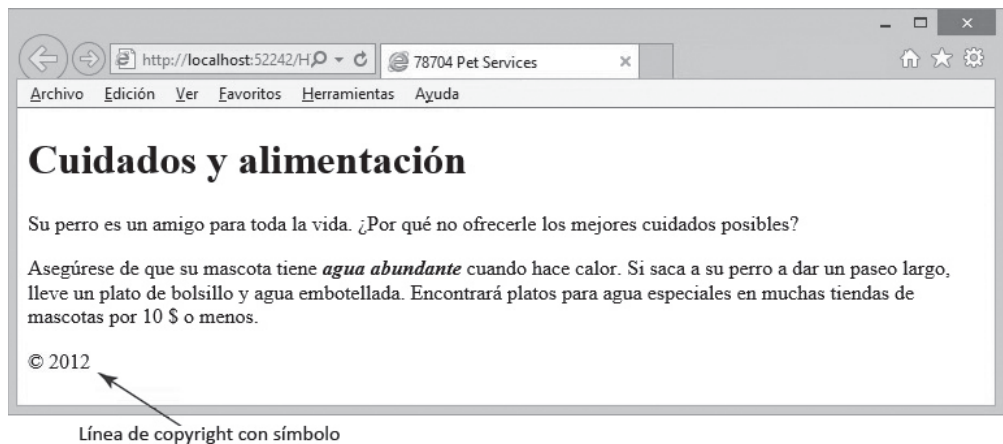 http://localhost:52242/H
78704 Pet Services
Archivo Edición Ver Favoritos Herramientas Ayuda
Cuidados y alimentación
Su perro es un amigo para toda la vida. ¿Por qué no ofrecerle los mejores cuidados posibles?
Asegúrese de que su mascota tiene agua abundante cuando hace calor. Si saca a su perro a dar un paseo largo,
lleve un plato de bolsillo y agua embotellada. Encontrará platos para agua especiales en muchas tiendas de
mascotas por 10 $ o menos.
© 2012
Línea de copyright con símbolo